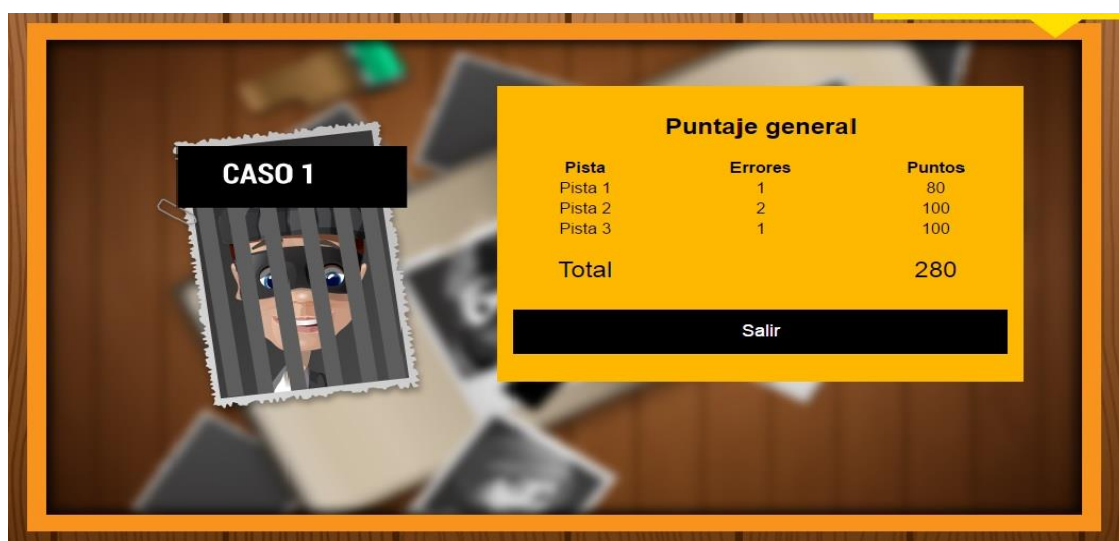 CASO 1
Puntaje general
Pista Errores Puntos
Pista 1 1 80
Pista 2 2 100
Pista 3 1 100
Total 280
Salir